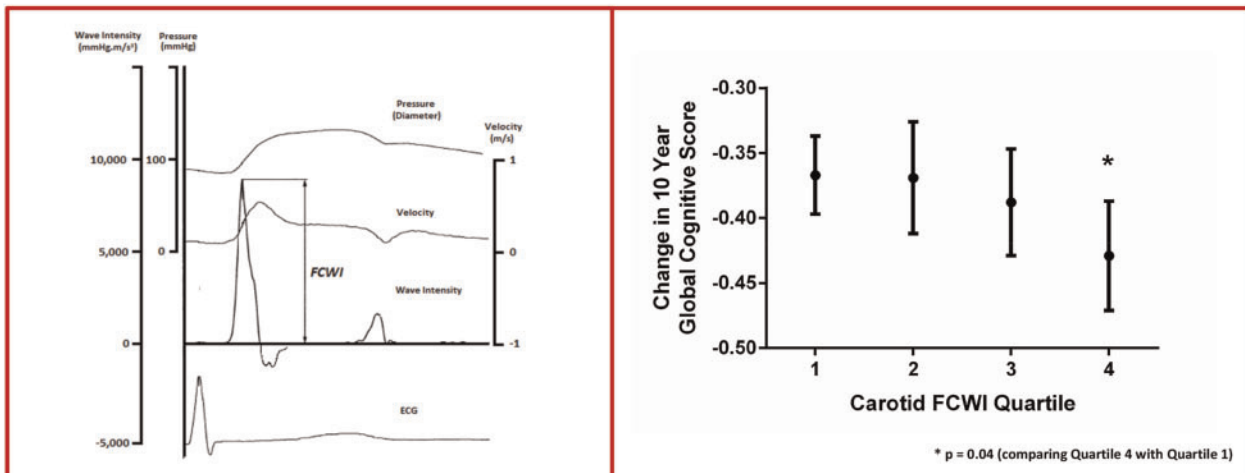 Wave Intensity
(mmHg.m/s²)
Pressure
(mmHg)
Pressure
(Diameter)
Velocity
(m/s)
10,000
100
1
Velocity
5,000
0
0
FCWI
Wave Intensity
0
-1
ECG
-5,000
Change in 10 Year
Global Cognitive Score
-0.30
-0.35
-0.40
-0.45
-0.50
*
1 2 3 4
Carotid FCWI Quartile
* p = 0.04 (comparing Quartile 4 with Quartile 1)